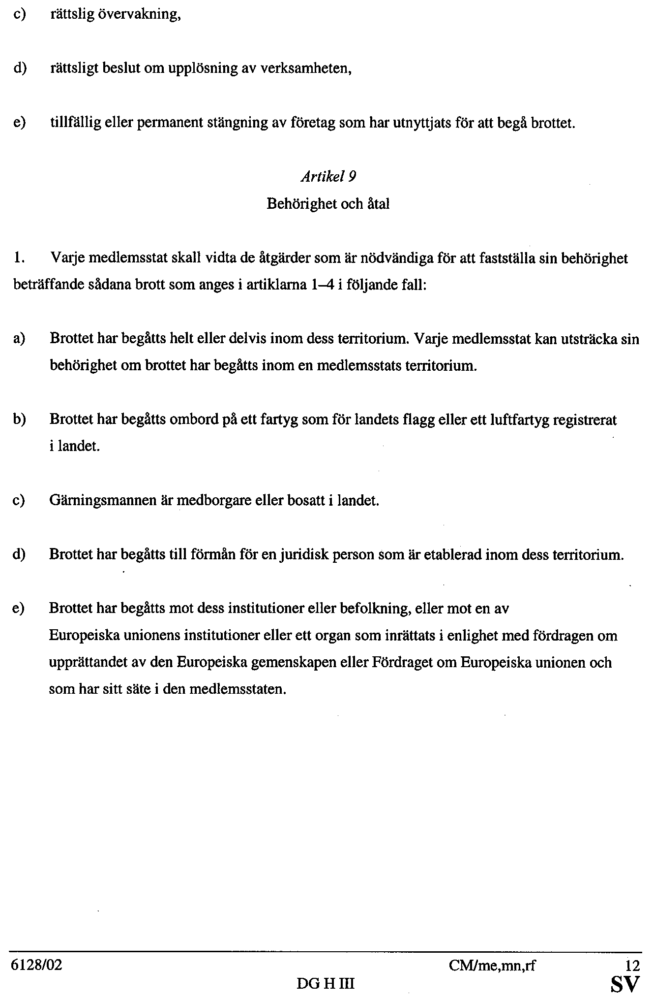 c) rättslig övervakning,
d) rättsligt beslut om upplösning av verksamheten,
e) tillfällig eller permanent stängning av företag som har utnyttjats för att begå brottet.
Artikel 9
Behörighet och åtal
1. Varje medlemsstat skall vidta de åtgärder som är nödvändiga för att fastställa sin behörighet
beträffande sådana brott som anges i artiklarna 1–4 i följande fall:
a) Brottet har begåtts helt eller delvis inom dess territorium. Varje medlemsstat kan utsträcka sin
behörighet om brottet har begåtts inom en medlemsstats territorium.
b) Brottet har begåtts ombord på ett fartyg som för landets flagg eller ett luftfartyg registrerat
i landet.
c) Gärningsmannen är medborgare eller bosatt i landet.
d) Brottet har begåtts till förmån för en juridisk person som är etablerad inom dess territorium.
e) Brottet har begåtts mot dess institutioner eller befolkning, eller mot en av
Europeiska unionens institutioner eller ett organ som inrättats i enlighet med fördragen om
upprättandet av den Europeiska gemenskapen eller Fördraget om Europeiska unionen och
som har sitt säte i den medlemsstaten.
6128/02 CM/me,mn,rf 12
DG H III SV